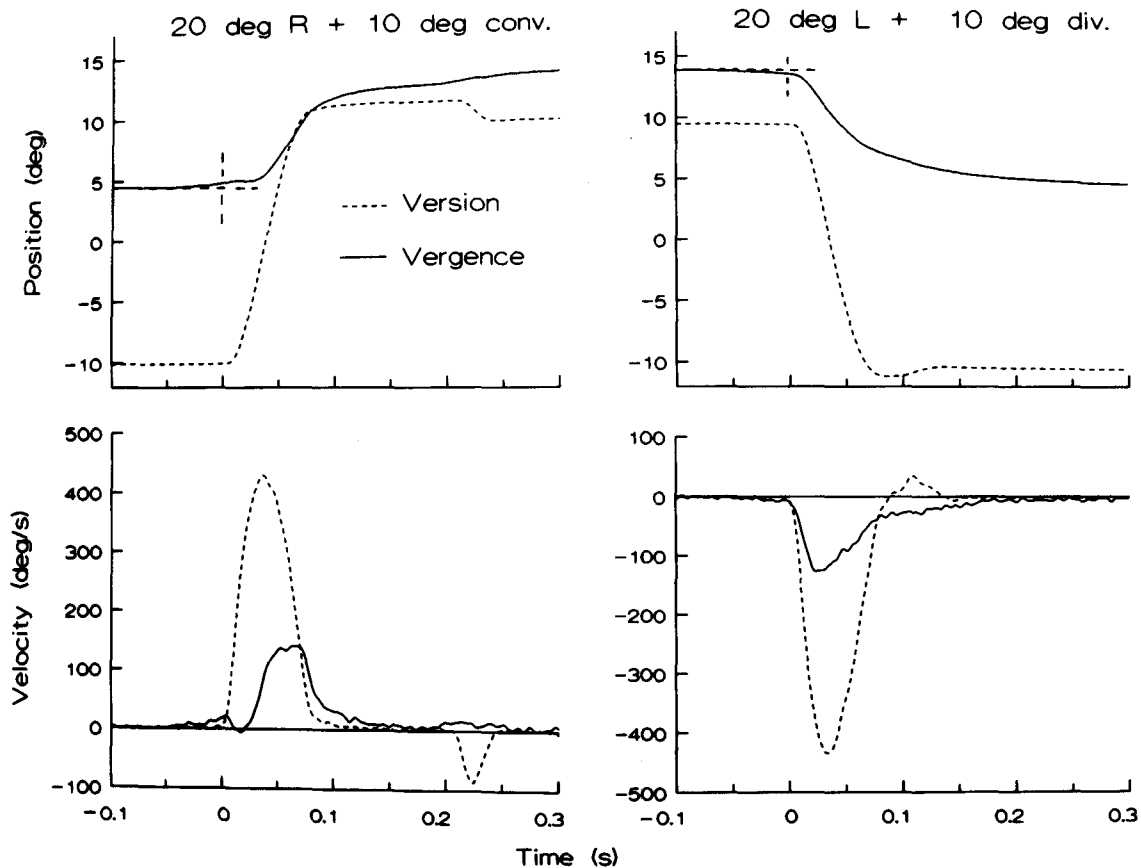 20 deg R + 10 deg conv.
20 deg L + 10 deg div.
Position (deg)
15
10
5
0
-5
-10
Version
Vergence
15
10
5
0
-5
-10
Velocity (deg/s)
500
400
300
200
100
0
-100
-0.1 0 0.1 0.2 0.3
100
0
-100
-200
-300
-400
-500
-0.1 0 0.1 0.2 0.3
Time (s)